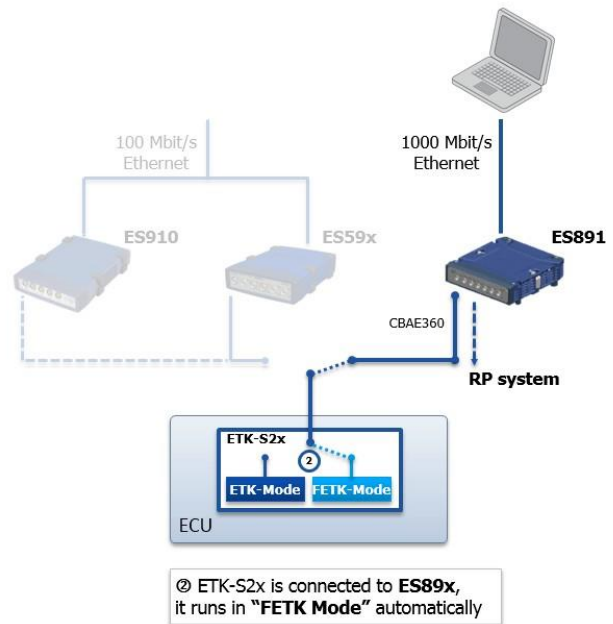 100 Mbit/s
Ethernet
1000 Mbit/s
Ethernet
ES910
ES59x
ES891
CBAE360
RP system
ETK-S2x
②
ETK-Mode
FETK-Mode
ECU
② ETK-S2x is connected to ES89x,
it runs in “FETK Mode” automatically